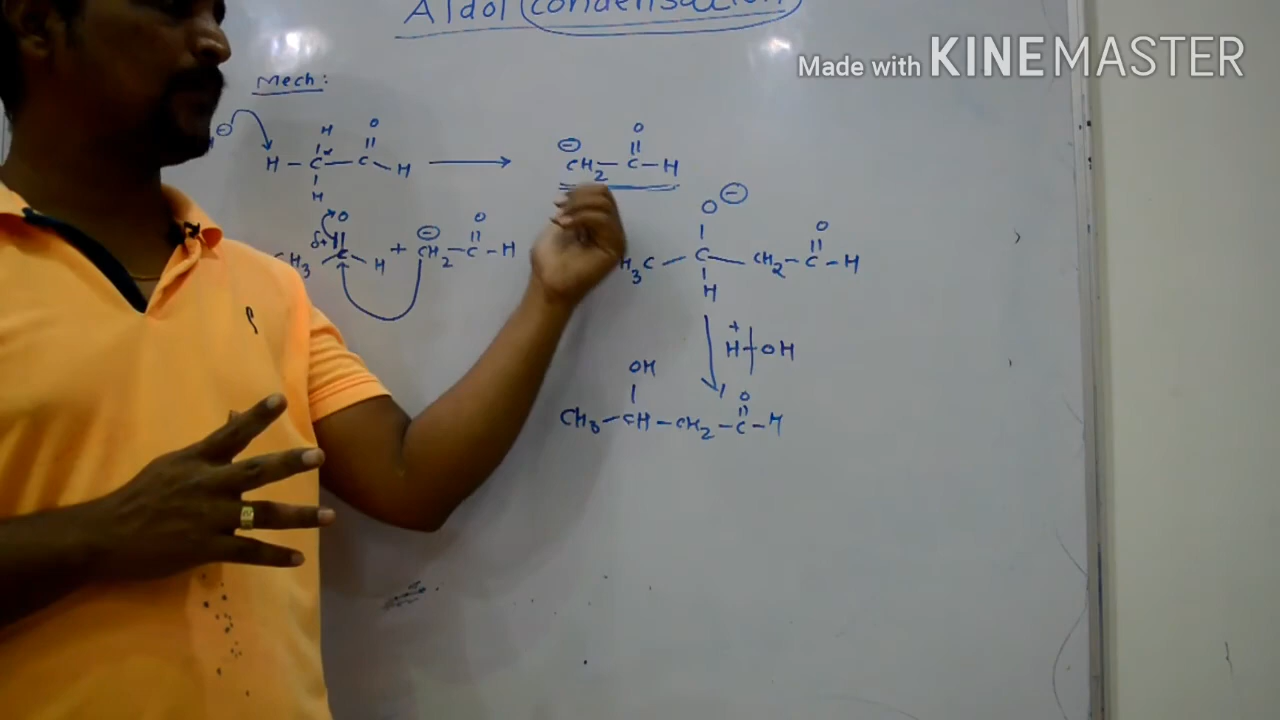 Aldol condensation
Made with KINEMASTER
Mech:
H
O
⊖
H – C – C – H
H
⊖
O
CH2 – C – H
O
δ+
CH3 C H + ⊖ CH2 – C – H
O
O⊖
H3C – C – CH2 – C – H
O
H
H+ OH
OH
O
CH3 – CH – CH2 – C – H